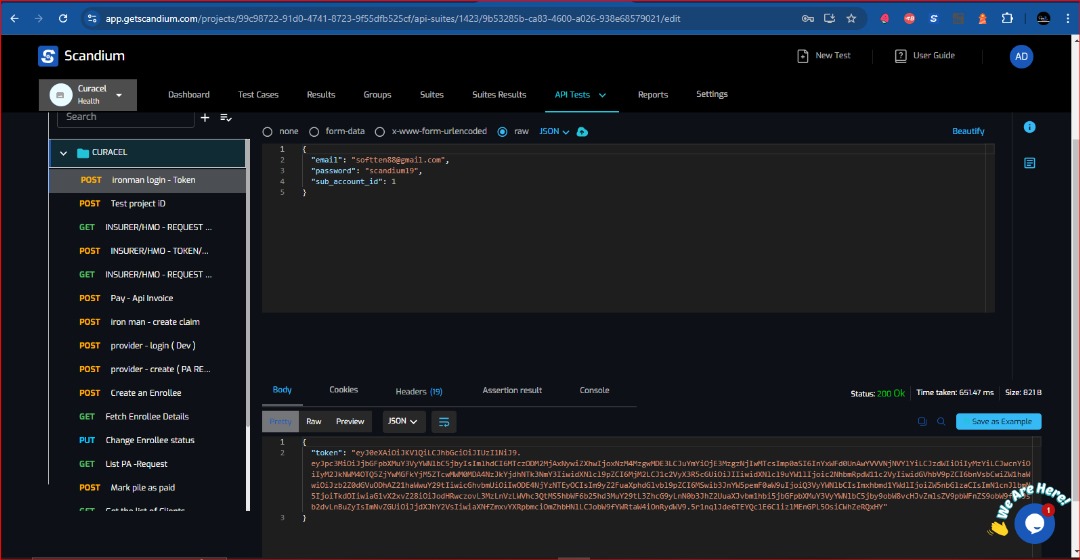 app.getscandium.com/projects/99c98722-91d0-4741-8723-9f55dfb525cf/api-suites/1423/9b53285b-ca83-4600-a026-938e68579021/edit
Scandium
New Test
User Guide
AD
Curacel
Health
Dashboard
Test Cases
Results
Groups
Suites
Suites Results
API Tests
Reports
Settings
Search
none
form-data
x-www-form-urlencoded
raw
JSON
Beautify
CURACEL
POST ironman login - Token
POST Test project iD
GET INSURER/HMO - REQUEST ...
POST INSURER/HMO - TOKEN/...
GET INSURER/HMO - REQUEST ...
POST Pay - Api Invoice
POST iron man - create claim
POST provider - login ( Dev )
POST provider - create ( PA RE...
POST Create an Enrollee
GET Fetch Enrollee Details
PUT Change Enrollee status
GET List PA -Request
POST Mark pile as paid
GET Get the list of Clients
1 {
2 "email": "softten88@gmail.com",
3 "password": "scandium19",
4 "sub_account_id": 1
5 }
Body
Cookies
Headers (19)
Assertion result
Console
Status: 200 Ok
Time taken: 651.47 ms
Size: 821 B
Pretty
Raw
Preview
JSON
Save as Example
1 {
2 "token":
3 }
We Are Here!
1